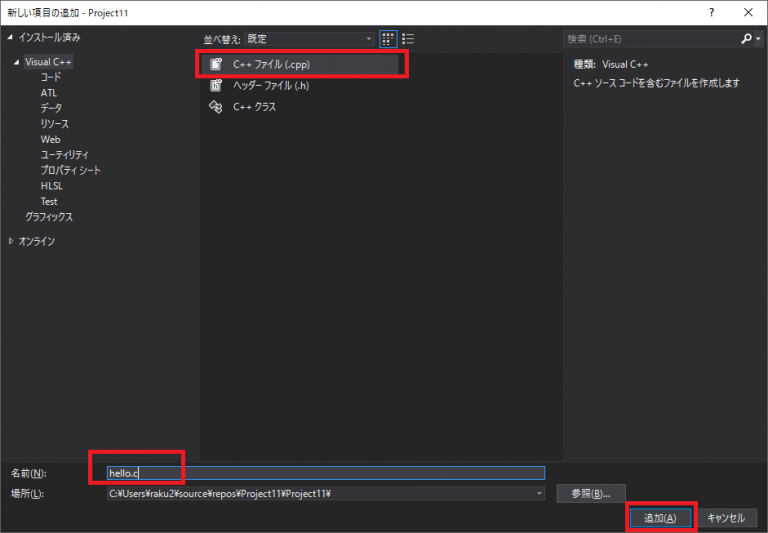 新しい項目の追加 - Project11
? ×
インストール済み
並べ替え: 既定
検索 (Ctrl+E)
Visual C++
コード
ATL
データ
リソース
Web
ユーティリティ
プロパティ シート
HLSL
Test
グラフィックス
オンライン
C++ ファイル (.cpp)
ヘッダー ファイル (.h)
C++ クラス
種類: Visual C++
C++ ソース コードを含むファイルを作成します
名前(N):
hello.c
場所(L):
C:¥Users¥raku2¥source¥repos¥Project11¥Project11¥
参照(B)...
追加(A)
キャンセル